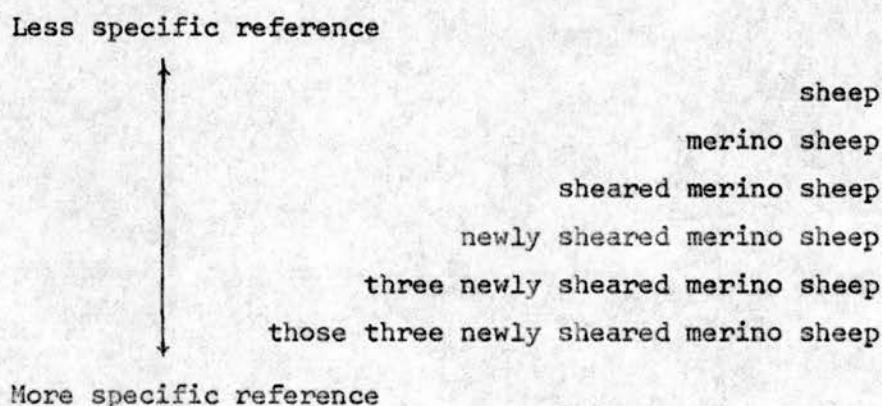 Less specific reference
sheep
merino sheep
sheared merino sheep
newly sheared merino sheep
three newly sheared merino sheep
those three newly sheared merino sheep
More specific reference